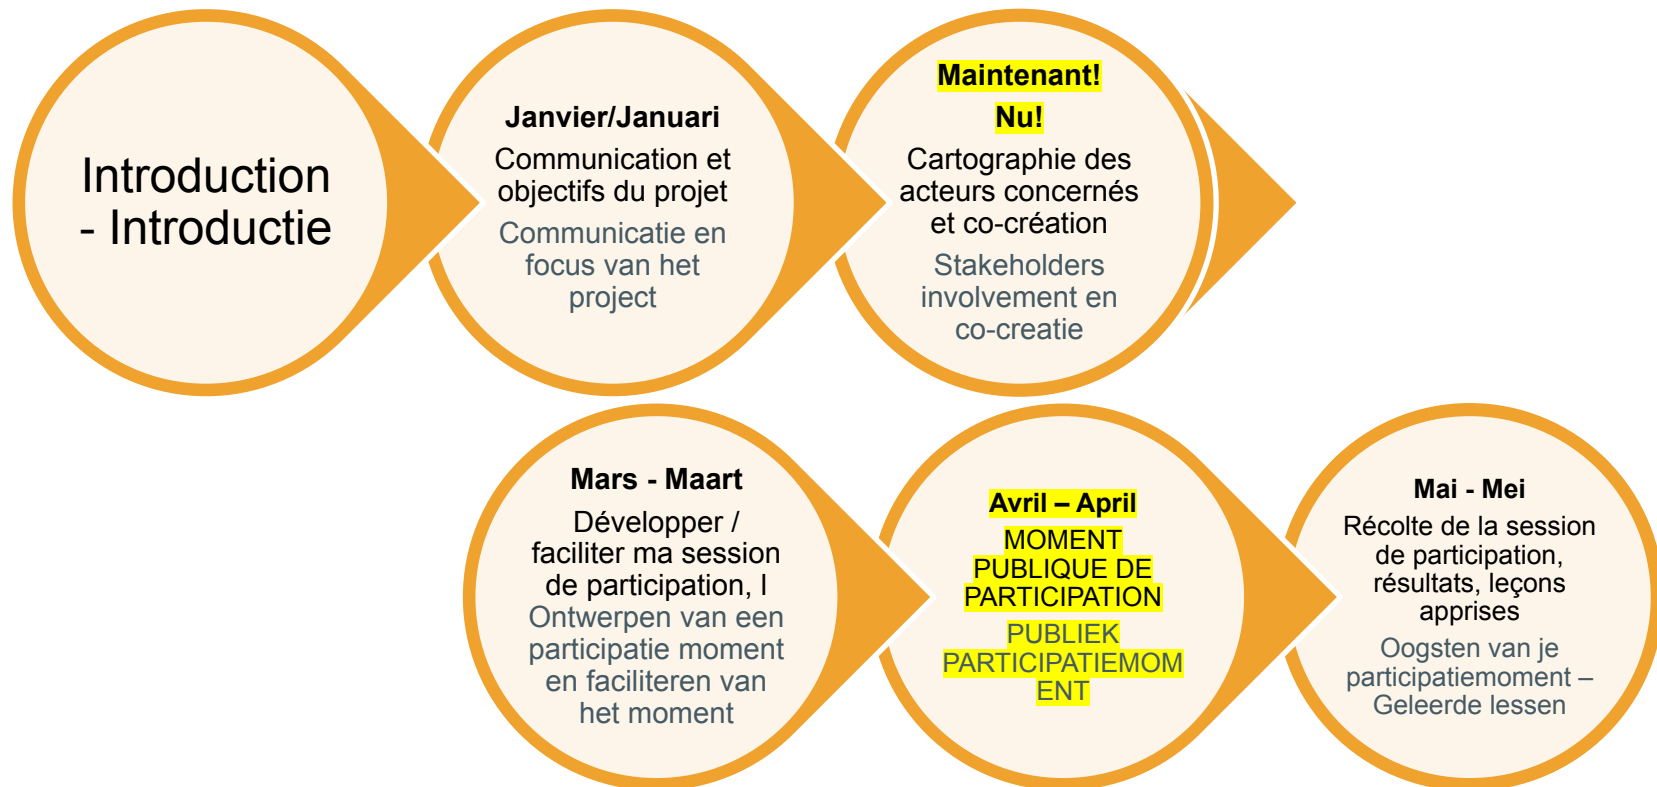 Introduction
- Introductie
Janvier/Januari
Communication et
objectifs du projet
Communicatie en
focus van het
project
Maintenant!
Nu!
Cartographie des
acteurs concernés
et co-création
Stakeholders
involvement en
co-creatie
Mars - Maart
Développer /
faciliter ma session
de participation, I
Ontwerpen van een
participatie moment
en faciliteren van
het moment
Avril – April
MOMENT
PUBLIQUE DE
PARTICIPATION
PUBLIEK
PARTICIPATIEMOM
ENT
Mai - Mei
Récolte de la session
de participation,
résultats, leçons
apprises
Oogsten van je
participatiemoment –
Geleerde lessen